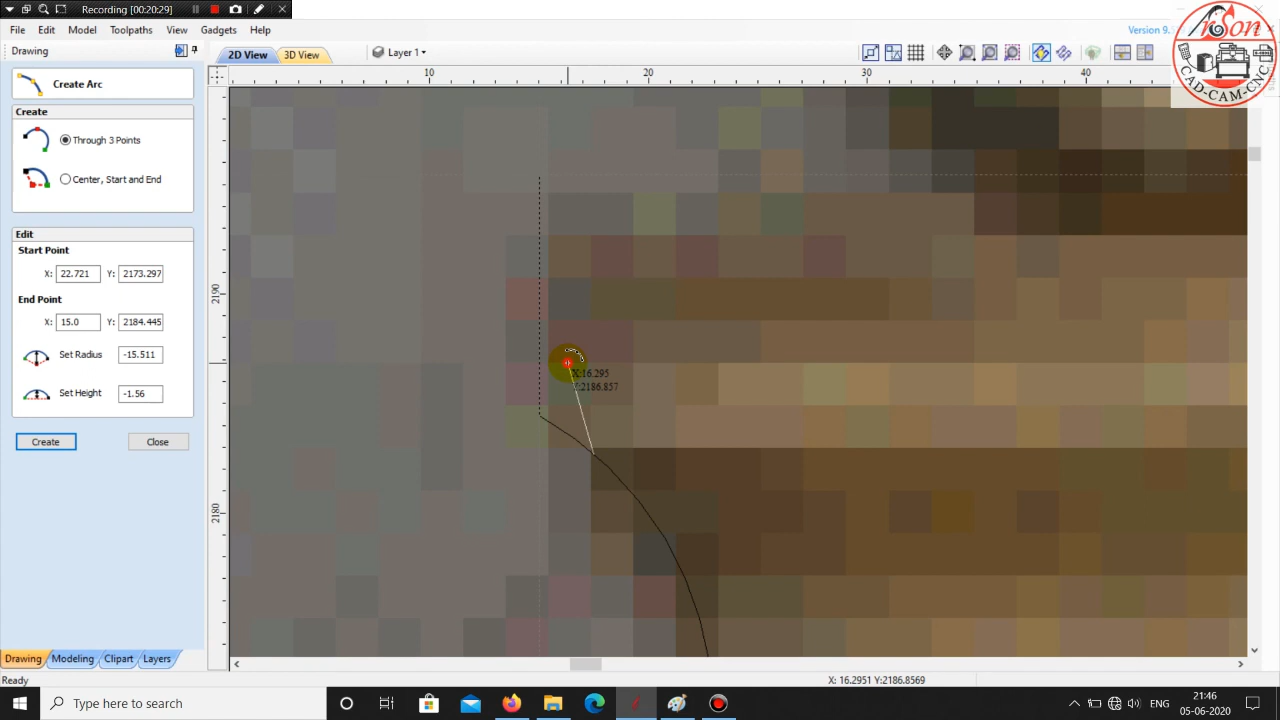 Recording [00:20:29]
File Edit Model Toolpaths View Gadgets Help
Version 9.
Drawing
2D View 3D View Layer 1
10 20 30 40
Create Arc
Create
Through 3 Points
Center, Start and End
Edit
Start Point
X: 22.721 Y: 2173.297
End Point
X: 15.0 Y: 2184.445
Set Radius -15.511
Set Height -1.56
Create Close
2190
2180
X:16.295
Y:2186.857
CAD-CAM-CNC
Drawing Modeling Clipart Layers
Ready
X: 16.2951 Y:2186.8569
Type here to search
ENG
21:46
05-06-2020